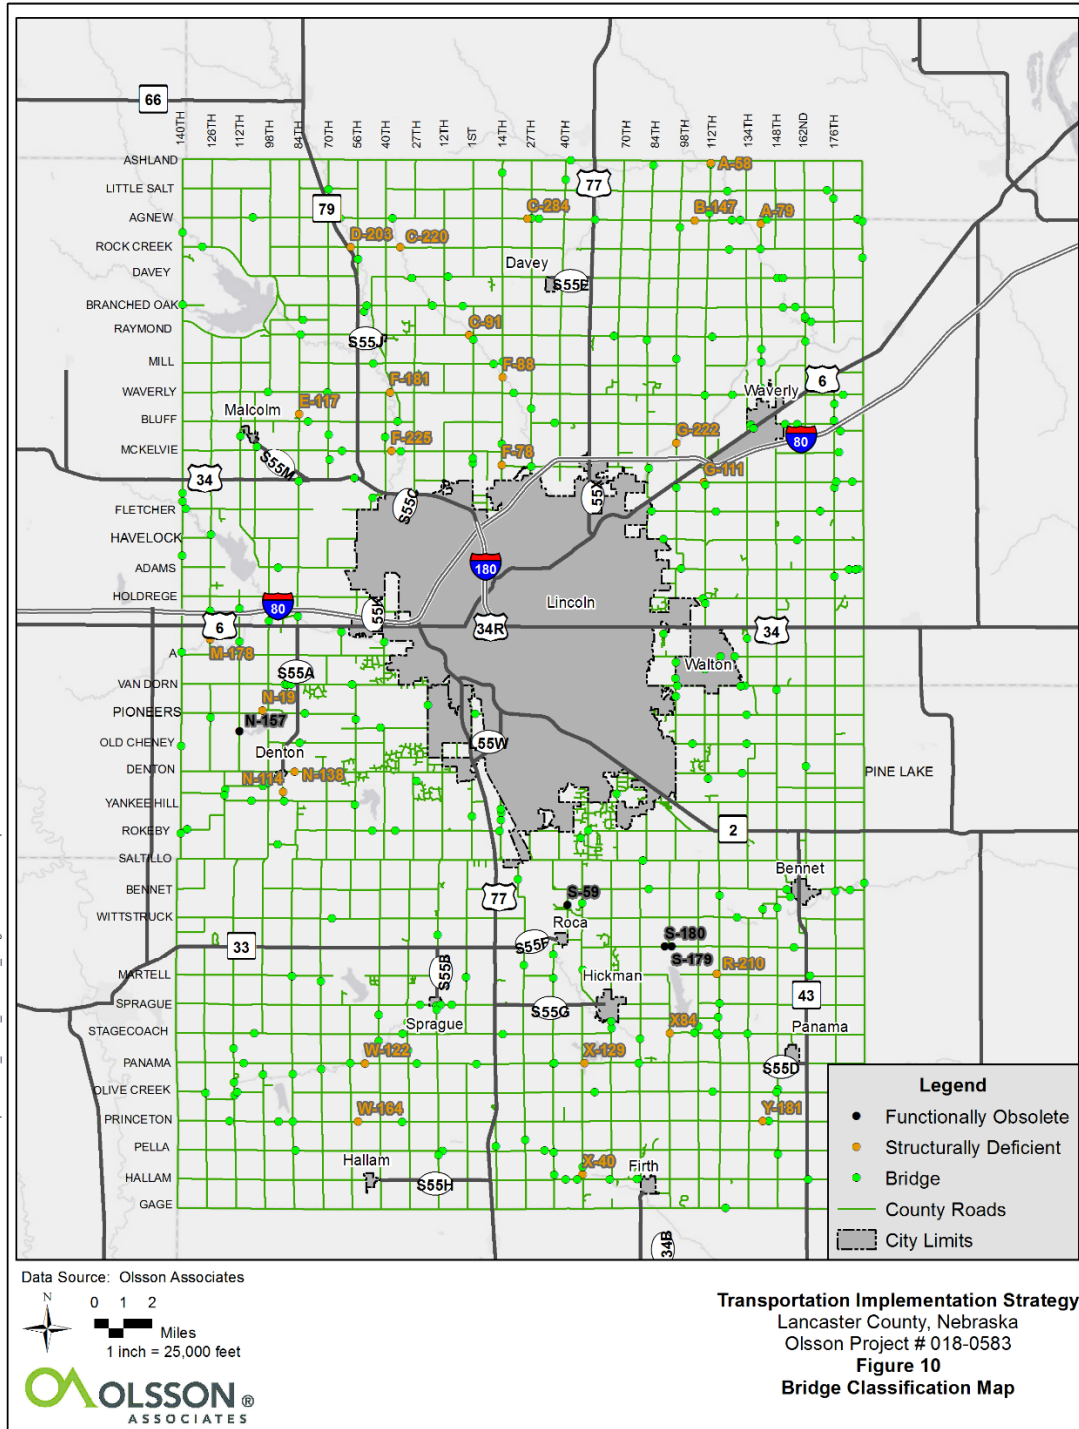 66
140TH
126TH
112TH
98TH
84TH
70TH
56TH
40TH
27TH
12TH
1ST
14TH
27TH
40TH
70TH
84TH
98TH
112TH
134TH
148TH
162ND
176TH
ASHLAND
A-58
77
LITTLE SALT
79
AGNEW
C-284
B-147
A-79
ROCK CREEK
D-203
C-220
Davey
DAVEY
S55E
BRANCHED OAK
RAYMOND
C-91
S55J
MILL
F-88
6
WAVERLY
F-181
Waverly
Malcolm
E-117
BLUFF
G-222
80
MCKELVIE
F-225
F-78
S55M
34
G-111
S55C
55X
FLETCHER
HAVELOCK
180
ADAMS
HOLDREGE
80
55K
Lincoln
6
34R
34
A
M-178
S55A
Walton
VAN DORN
N-19
PIONEERS
N-157
OLD CHENEY
Denton
L55W
DENTON
N-114
N-138
PINE LAKE
YANKEE HILL
ROKEBY
2
SALTILLO
Bennet
BENNET
77
S-59
WITTSTRUCK
Roca
33
S55F
S-180
S-179
S55B
R-210
MARTELL
Hickman
43
SPRAGUE
S55G
Sprague
X84
Panama
STAGECOACH
W-122
X-129
PANAMA
S55D
OLIVE CREEK
W-164
Y-181
PRINCETON
PELLA
Hallam
X-40
Firth
HALLAM
S55H
GAGE
34B
Legend
Functionally Obsolete
Structurally Deficient
Bridge
County Roads
City Limits
Data Source: Olsson Associates
N
0 1 2
Miles
1 inch = 25,000 feet
OLSSON ®
ASSOCIATES
Transportation Implementation Strategy
Lancaster County, Nebraska
Olsson Project # 018-0583
Figure 10
Bridge Classification Map